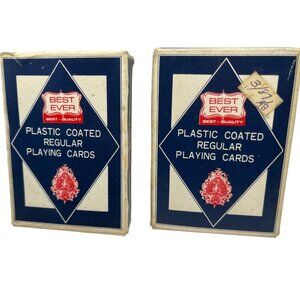 BEST
EVER
BEST - QUALITY
PLASTIC COATED
REGULAR
PLAYING CARDS
BEST
EVER
BEST - QUALITY
PLASTIC COATED
REGULAR
PLAYING CARDS